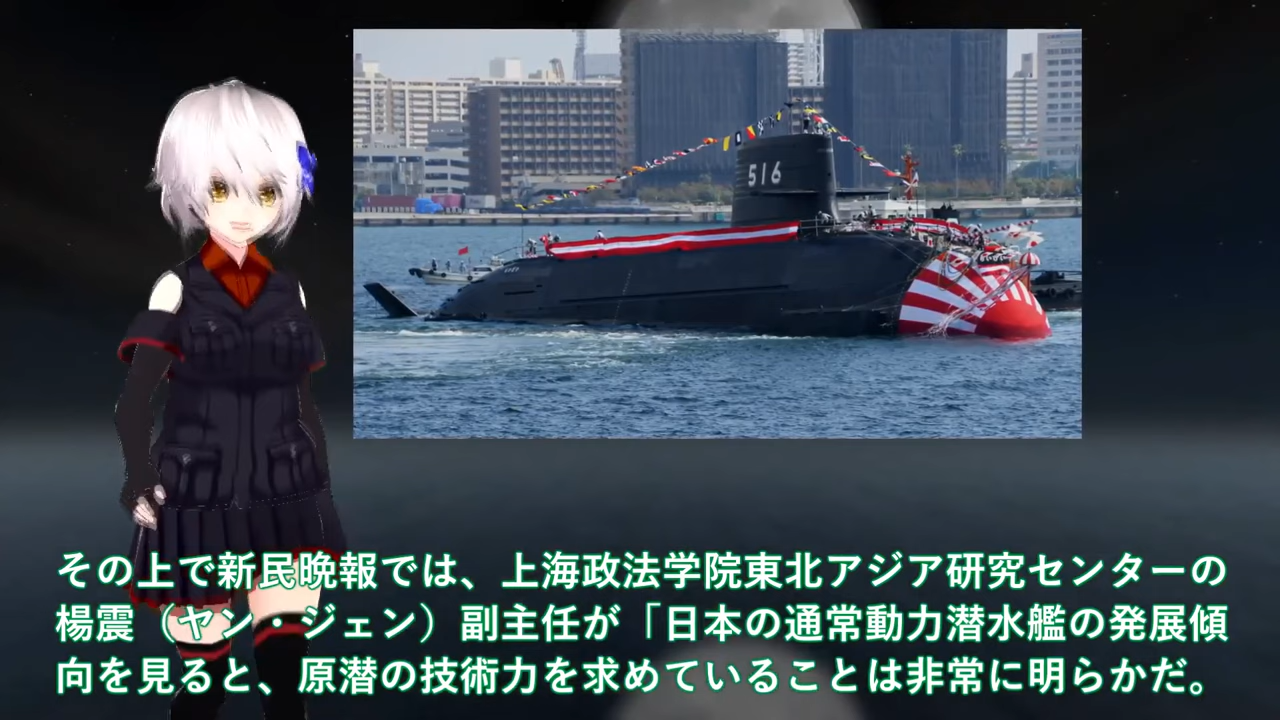 516
その上で新民晩報では、上海政法学院東北アジア研究センターの
楊震（ヤン・ジェン）副主任が「日本の通常動力潜水艦の発展傾
向を見ると、原潜の技術力を求めていることは非常に明らかだ。